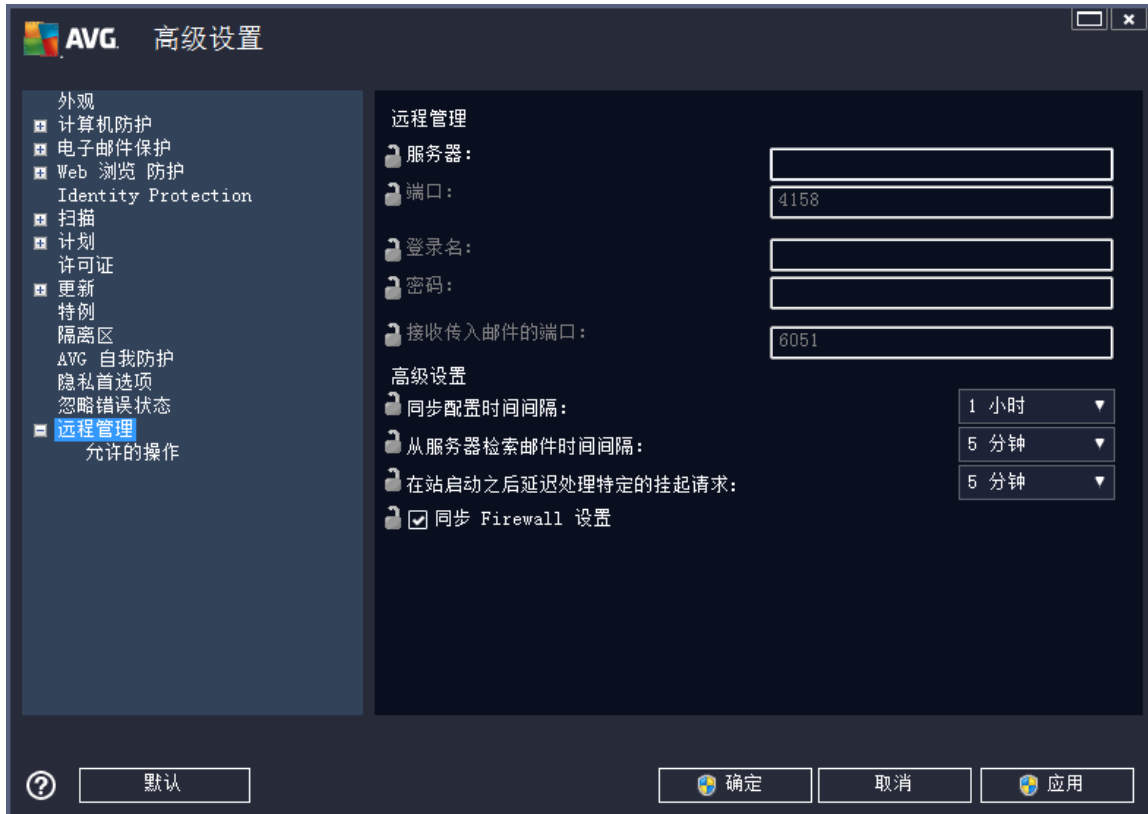 AVG. 高级设置
外观
计算机防护
电子邮件保护
Web 浏览 防护
Identity Protection
扫描
计划
许可证
更新
特例
隔离区
AVG 自我防护
隐私首选项
忽略错误状态
远程管理
允许的操作
远程管理
服务器:
端口: 4158
登录名:
密码:
接收传入邮件的端口: 6051
高级设置
同步配置时间间隔: 1 小时
从服务器检索邮件时间间隔: 5 分钟
在站启动之后延迟处理特定的挂起请求: 5 分钟
同步 Firewall 设置
默认 确定 取消 应用